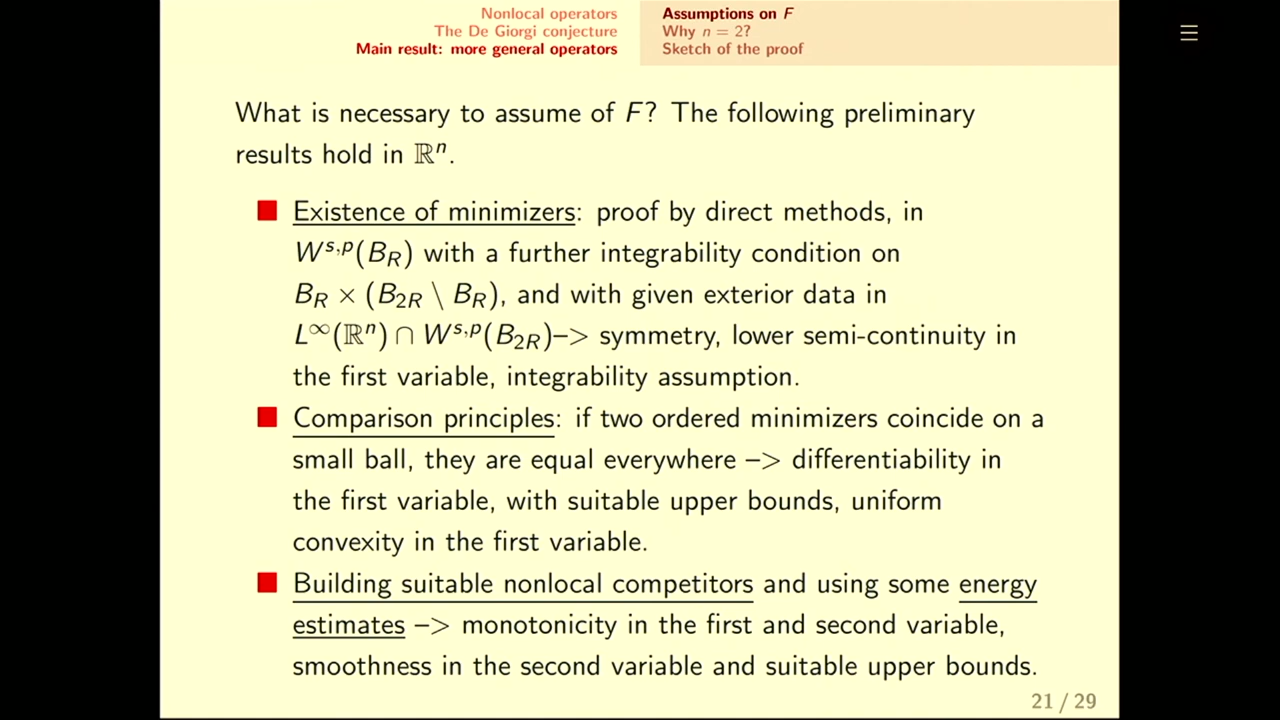 Nonlocal operators
The De Giorgi conjecture
Main result: more general operators
Assumptions on F
Why n = 2?
Sketch of the proof
What is necessary to assume of F? The following preliminary
results hold in ℝⁿ.
Existence of minimizers: proof by direct methods, in
Wˢ,ᵖ(B_R) with a further integrability condition on
B_R × (B_2R \ B_R), and with given exterior data in
L^∞(ℝⁿ) ∩ Wˢ,ᵖ(B_2R)–> symmetry, lower semi-continuity in
the first variable, integrability assumption.
Comparison principles: if two ordered minimizers coincide on a
small ball, they are equal everywhere –> differentiability in
the first variable, with suitable upper bounds, uniform
convexity in the first variable.
Building suitable nonlocal competitors and using some energy
estimates –> monotonicity in the first and second variable,
smoothness in the second variable and suitable upper bounds.
21 / 29